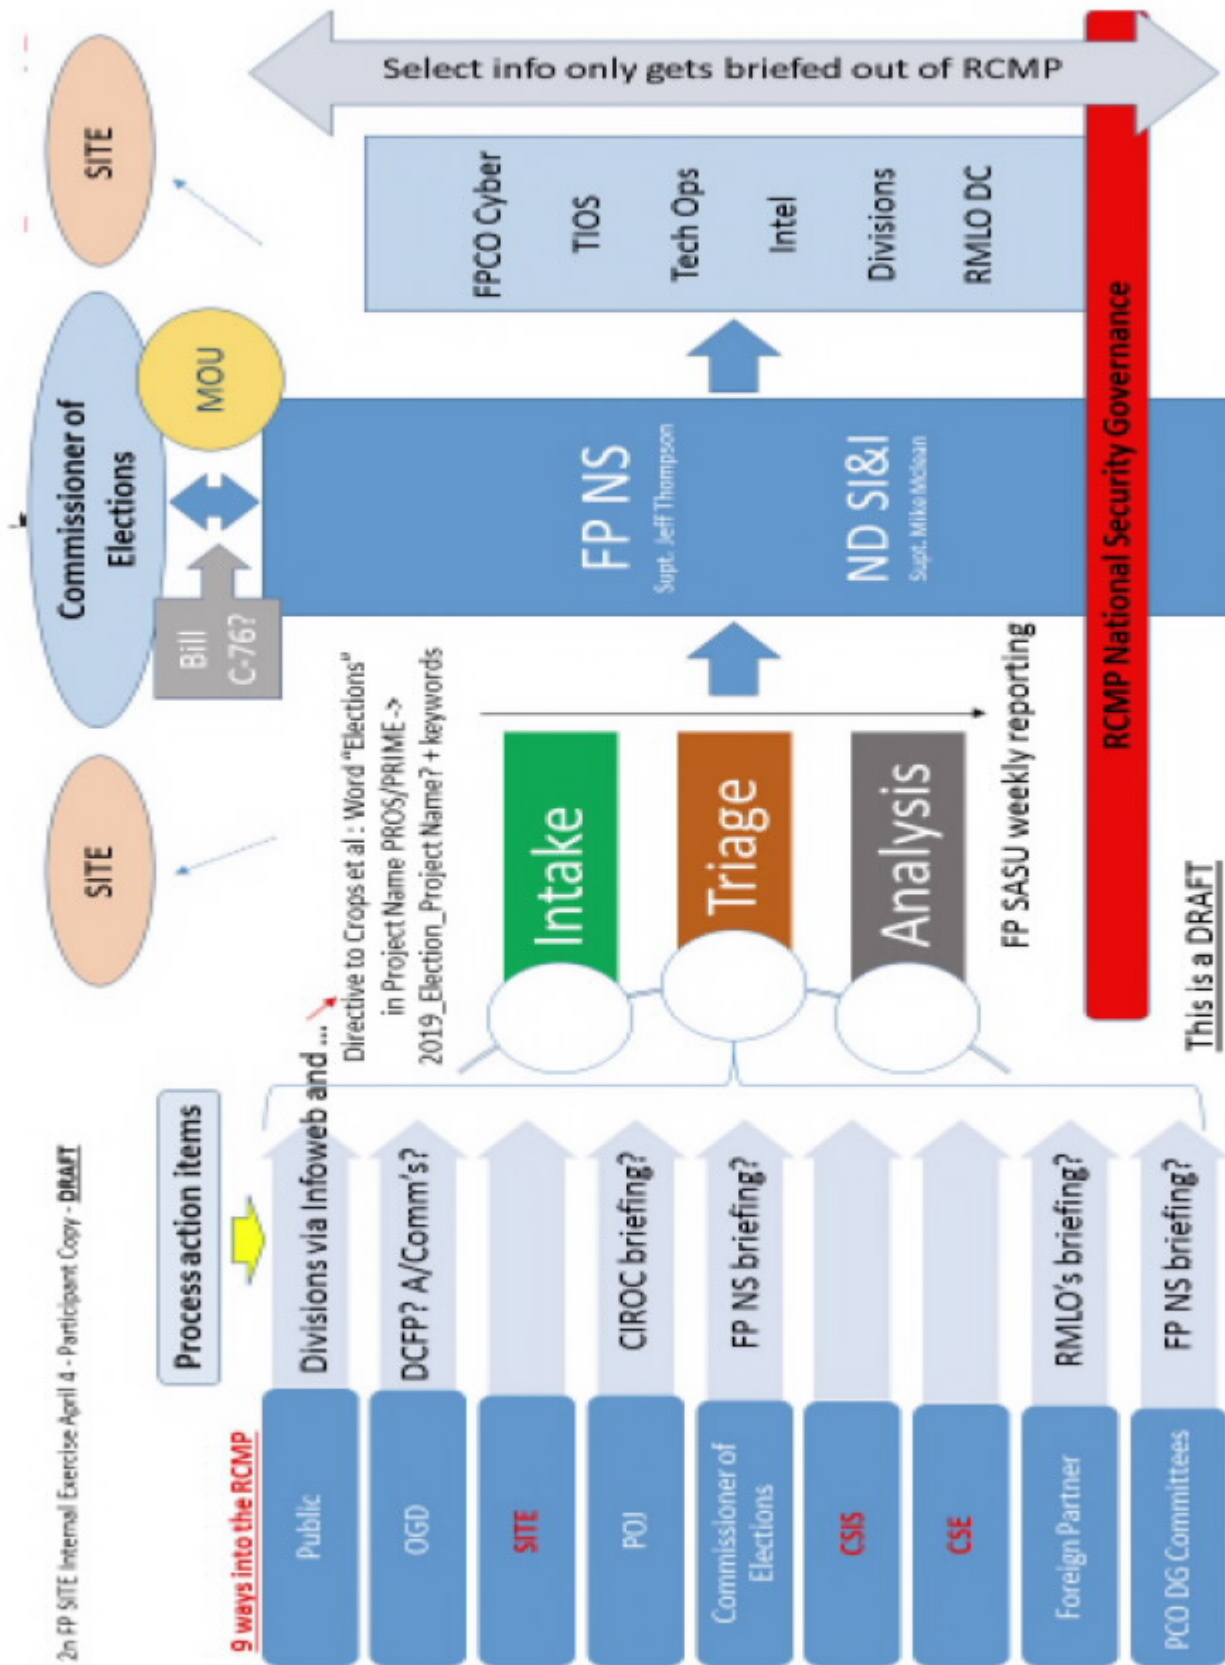 2n FP SITE Internal Exercise April 4 - Participant Copy - DRAFT
9 ways into the RCMP
Process action items
Public
Divisions via Infoweb and ...
OGD
DCFP? A/Comm's?
SITE
POJ
CIROC briefing?
Commissioner of
Elections
FP NS briefing?
CSIS
CSE
Foreign Partner
RMLO's briefing?
PCO DG Committees
FP NS briefing?
Directive to Crops et al : Word "Elections"
in Project Name PROS/PRIME ->
2019_Election_Project Name? + keywords
Intake
Triage
Analysis
FP SASU weekly reporting
This is a DRAFT
SITE
Commissioner of
Elections
SITE
Bill
C-76?
MOU
FP NS
Supt. Jeff Thompson
ND SI&I
Supt. Mike Mclean
FPCO Cyber
TIOS
Tech Ops
Intel
Divisions
RMLO DC
Select info only gets briefed out of RCMP
RCMP National Security Governance